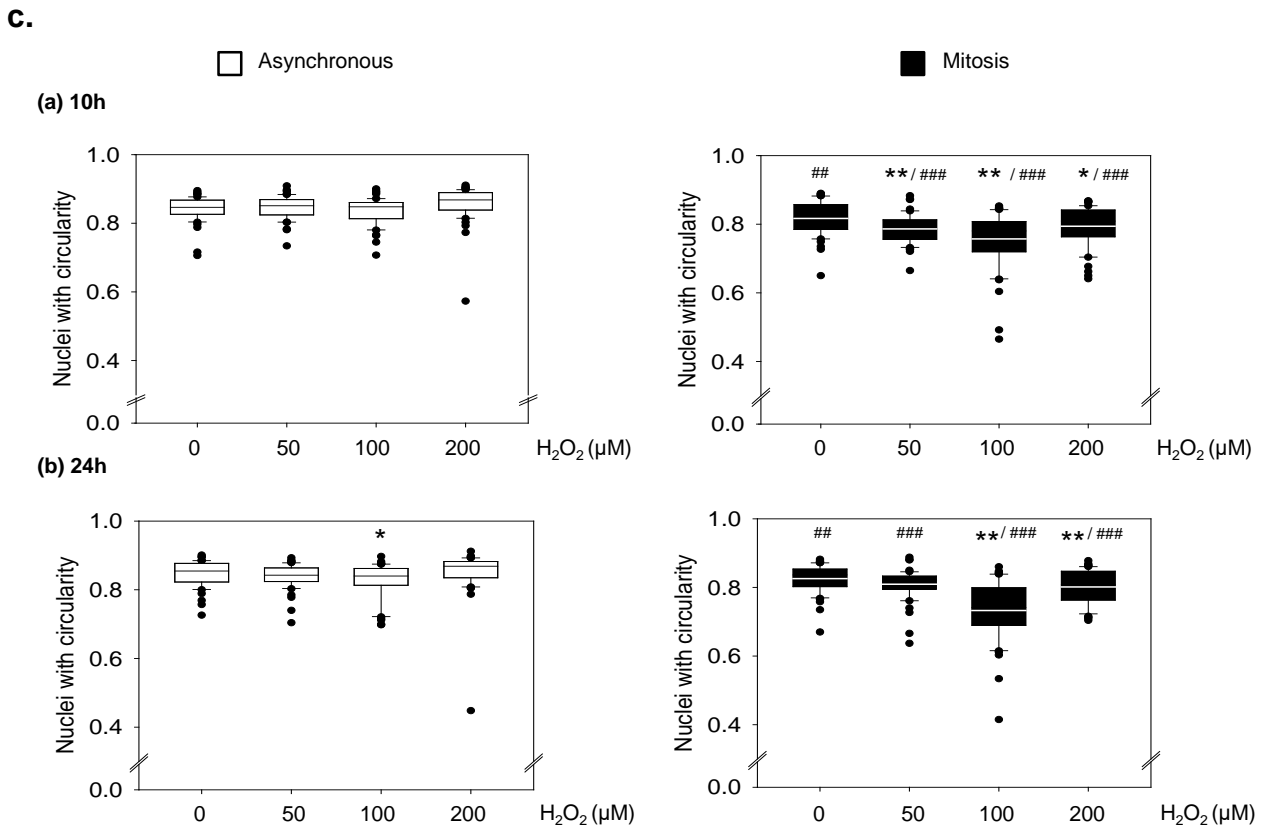 c.
Asynchronous
Mitosis
(a) 10h
Nuclei with circularity
1.0
0.8
0.6
0.4
0.0
0 50 100 200 H₂O₂ (µM)
Nuclei with circularity
1.0
0.8
0.6
0.4
0.0
## **/ ### ** / ### * / ###
0 50 100 200 H₂O₂ (µM)
(b) 24h
Nuclei with circularity
1.0
0.8
0.6
0.4
0.0
*
0 50 100 200 H₂O₂ (µM)
Nuclei with circularity
1.0
0.8
0.6
0.4
0.0
## ### **/ ### **/ ###
0 50 100 200 H₂O₂ (µM)